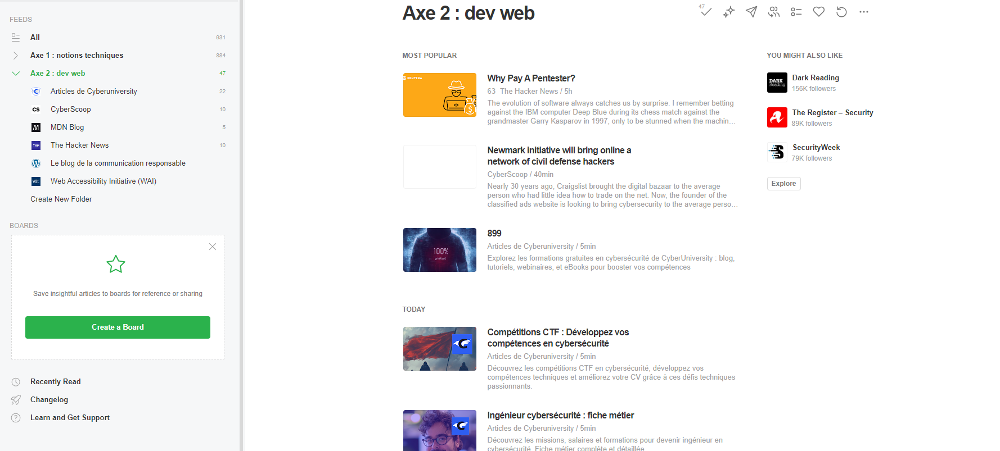 FEEDS
All 931
Axe 1 : notions techniques 884
Axe 2 : dev web 47
Articles de Cyberuniversity 22
CS CyberScoop 10
MDN Blog 5
THN The Hacker News 10
Le blog de la communication responsable
W3C Web Accessibility Initiative (WAI)
Create New Folder
BOARDS
Save insightful articles to boards for reference or sharing
Create a Board
Recently Read
Changelog
Learn and Get Support
Axe 2 : dev web
47
MOST POPULAR
PENTERA
Why Pay A Pentester?
63 The Hacker News / 5h
The evolution of software always catches us by surprise. I remember betting
against the IBM computer Deep Blue during its chess match against the
grandmaster Garry Kasparov in 1997, only to be stunned when the machin…
Newmark initiative will bring online a
network of civil defense hackers
CyberScoop / 40min
Nearly 30 years ago, Craigslist brought the digital bazaar to the average
person who had little idea how to trade on the net. Now, the founder of the
classified ads website is looking to bring cybersecurity to the average perso…
100%
gratuit
899
Articles de Cyberuniversity / 5min
Explorez les formations gratuites en cybersécurité de CyberUniversity : blog,
tutoriels, webinaires, et eBooks pour booster vos compétences
TODAY
Compétitions CTF : Développez vos
compétences en cybersécurité
Articles de Cyberuniversity / 5min
Découvrez les compétitions CTF en cybersécurité, développez vos
compétences techniques et améliorez votre CV grâce à ces défis techniques
passionnants.
Ingénieur cybersécurité : fiche métier
Articles de Cyberuniversity / 5min
Découvrez les missions, salaires et formations pour devenir ingénieur en
cybersécurité. Fiche métier complète et détaillée
YOU MIGHT ALSO LIKE
DARK
Reading
Dark Reading
156K followers
The Register – Security
89K followers
SecurityWeek
79K followers
Explore